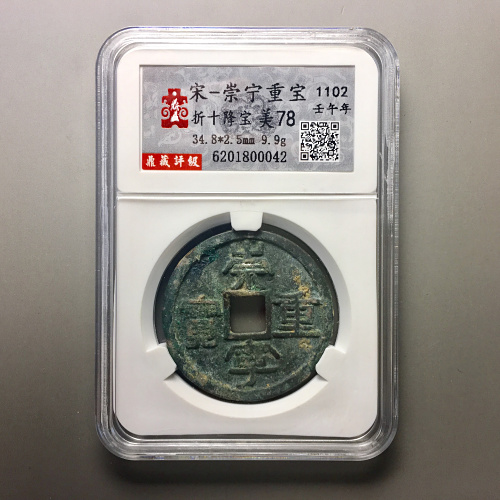 宋-崇宁重宝 1102
折十降宝 美78 壬午年
34.8*2.5mm 9.9g
鼎藏評級 6201800042
崇
寳 重
寧